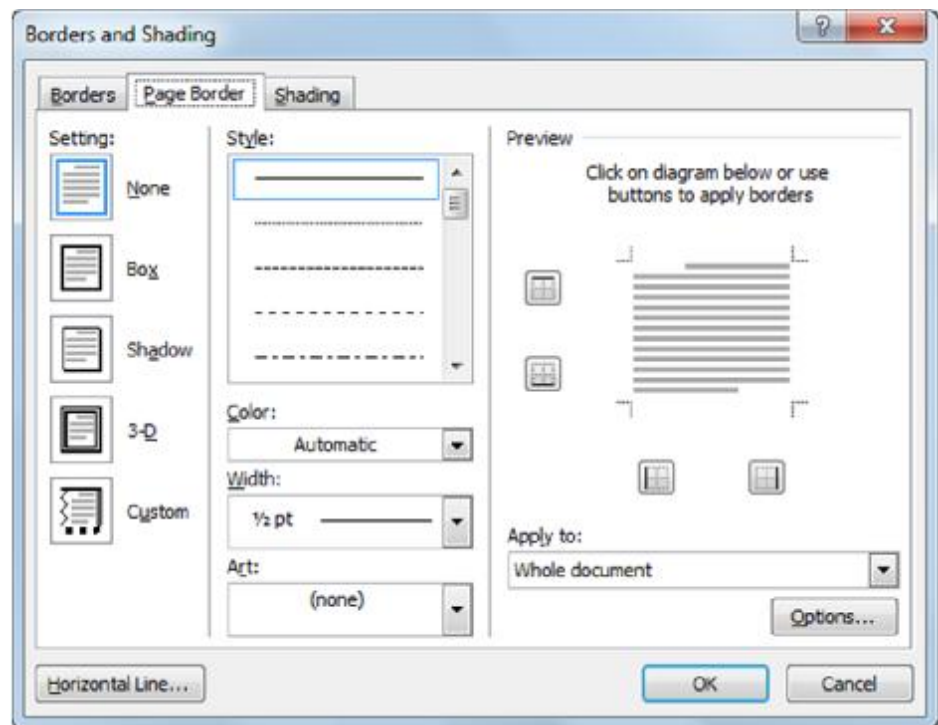 Borders and Shading
Borders
Page Border
Shading
Setting:
None
Box
Shadow
3-D
Custom
Style:
Color:
Automatic
Width:
½ pt
Art:
(none)
Preview
Click on diagram below or use
buttons to apply borders
Apply to:
Whole document
Options...
Horizontal Line...
OK
Cancel